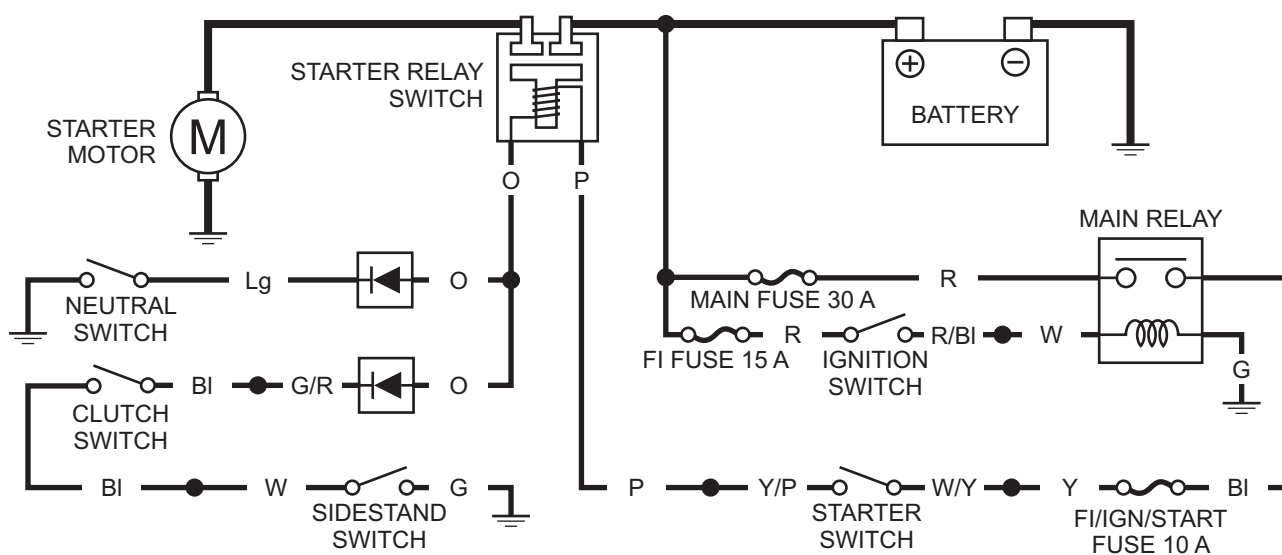 STARTER RELAY
SWITCH
+
−
BATTERY
STARTER
MOTOR
M
O
P
MAIN RELAY
Lg
O
R
NEUTRAL
SWITCH
MAIN FUSE 30 A
R
R/Bl
W
FI FUSE 15 A
IGNITION
SWITCH
G
Bl
G/R
O
CLUTCH
SWITCH
Bl
W
G
P
Y/P
W/Y
Y
Bl
SIDESTAND
SWITCH
STARTER
SWITCH
FI/IGN/START
FUSE 10 A